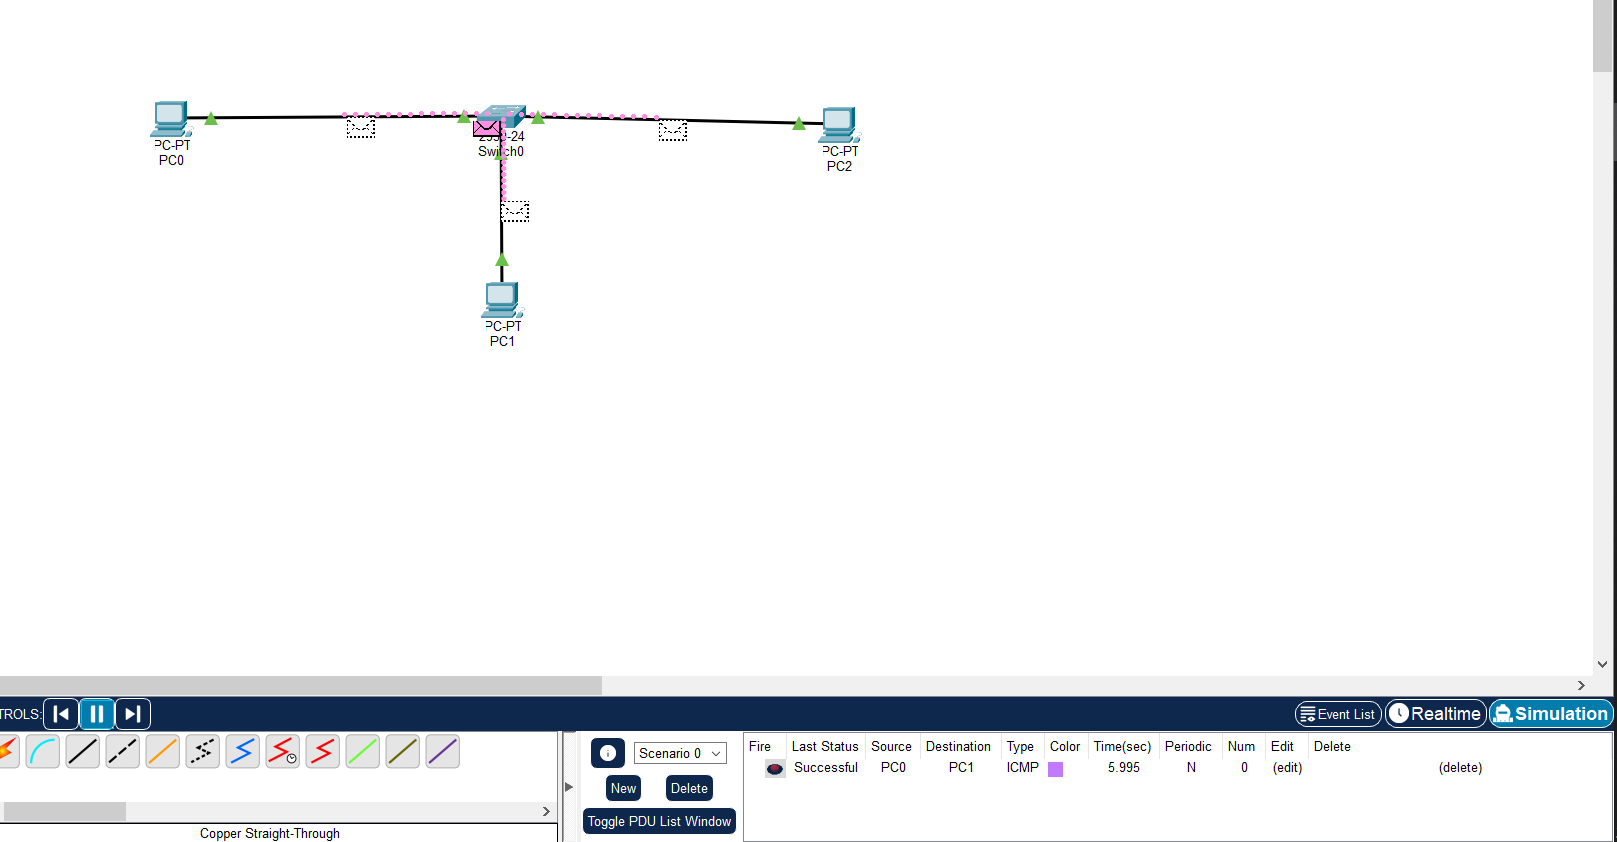 PC-PT
PC0
2950-24
Switch0
PC-PT
PC2
PC-PT
PC1
TROLS:
Event List
Realtime
Simulation
Scenario 0
New
Delete
Toggle PDU List Window
Fire Last Status Source Destination Type Color Time(sec) Periodic Num Edit Delete
Successful PC0 PC1 ICMP 5.995 N 0 (edit) (delete)
Copper Straight-Through